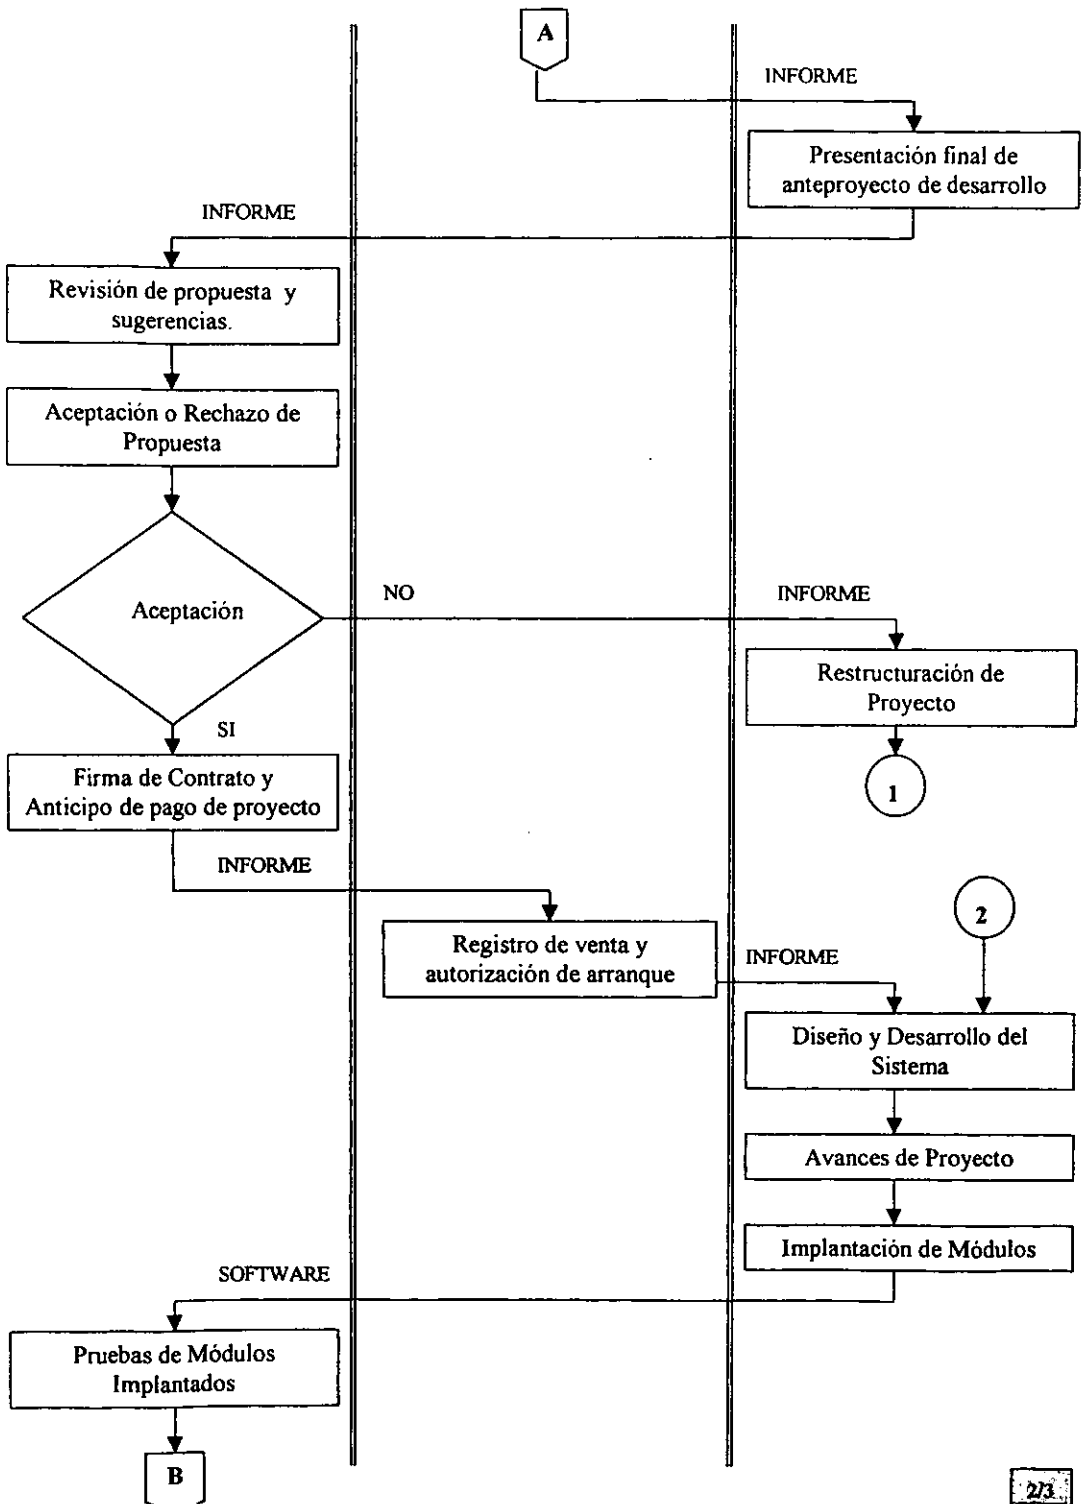 A
INFORME
Presentación final de
anteproyecto de desarrollo
INFORME
Revisión de propuesta y
sugerencias.
Aceptación o Rechazo de
Propuesta
Aceptación
NO
INFORME
Restructuración de
Proyecto
1
SI
Firma de Contrato y
Anticipo de pago de proyecto
INFORME
2
Registro de venta y
autorización de arranque
INFORME
Diseño y Desarrollo del
Sistema
Avances de Proyecto
Implantación de Módulos
SOFTWARE
Pruebas de Módulos
Implantados
B
2/3